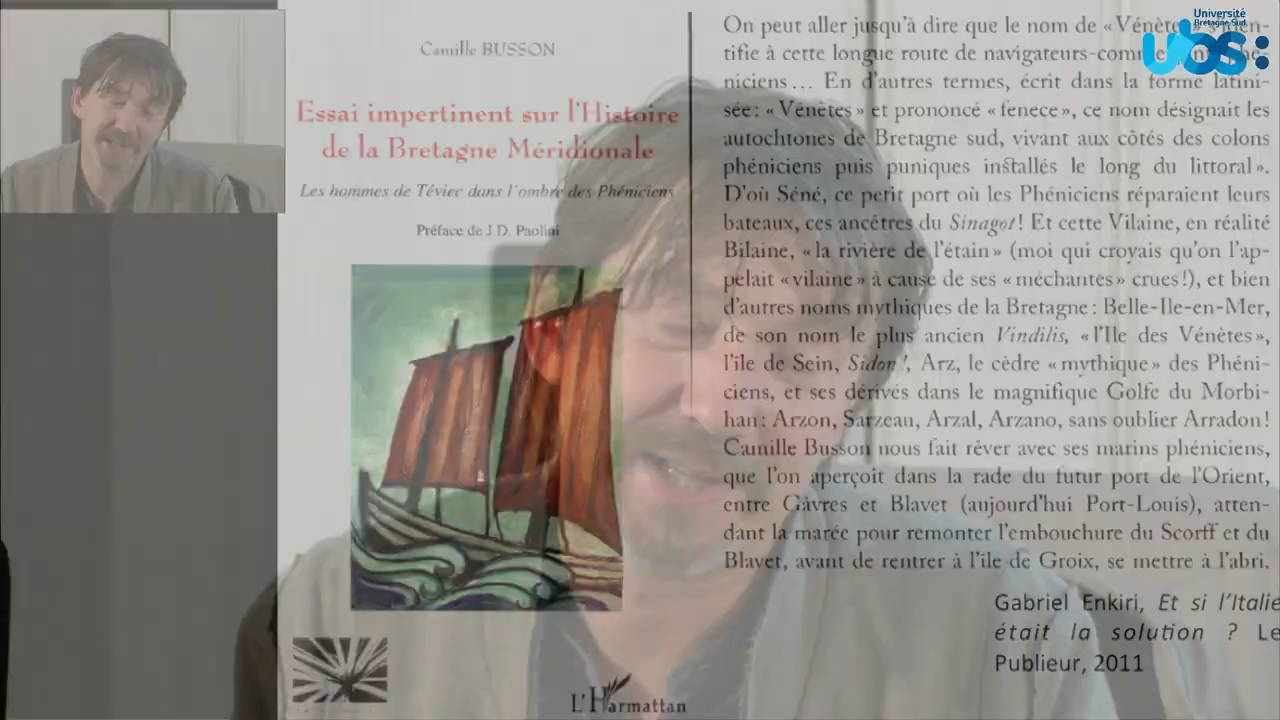 Camille BUSSON
Essai impertinent sur l'Histoire
de la Bretagne Méridionale
Les hommes de Téviec dans l'ombre des Phéniciens
Préface de J D. Paolini
L'Harmattan
Université
Bretagne Sud
ubs:
On peut aller jusqu'à dire que le nom de « Vénètes » s'iden-
tifie à cette longue route de navigateurs-comme
niciens… En d'autres termes, écrit dans la forme latini-
sée : « Vénètes » et prononcé « fenece », ce nom désignait les
autochtones de Bretagne sud, vivant aux côtés des colons
phéniciens puis puniques installés le long du littoral ».
D'où Séné, ce petit port où les Phéniciens réparaient leurs
bateaux, ces ancêtres du Sinagot ! Et cette Vilaine, en réalité
Bilaine, « la rivière de l'étain » (moi qui croyais qu'on l'ap-
pelait « vilaine » à cause de ses « méchantes » crues !), et bien
d'autres noms mythiques de la Bretagne : Belle-Ile-en-Mer,
de son nom le plus ancien Vindilis, « l'Ile des Vénètes »,
l'île de Sein, Sidon !, Arz, le cèdre « mythique » des Phéni-
ciens, et ses dérivés dans le magnifique Golfe du Morbi-
han : Arzon, Sarzeau, Arzal, Arzano, sans oublier Arradon !
Camille Busson nous fait rêver avec ses marins phéniciens,
que l'on aperçoit dans la rade du futur port de l'Orient,
entre Gâvres et Blavet (aujourd'hui Port-Louis), atten-
dant la marée pour remonter l'embouchure du Scorff et du
Blavet, avant de rentrer à l'île de Groix, se mettre à l'abri.
Gabriel Enkiri, Et si l'Italie
était la solution ? Le
Publieur, 2011